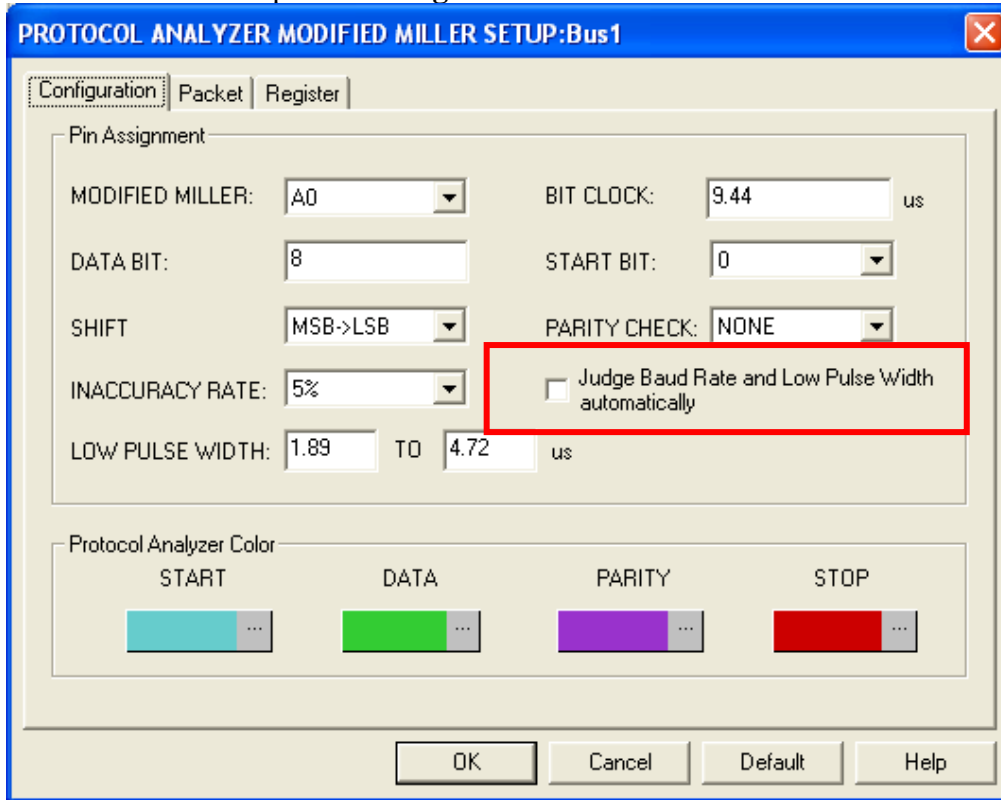 PROTOCOL ANALYZER MODIFIED MILLER SETUP:Bus1
Configuration Packet Register
Pin Assignment
MODIFIED MILLER: A0 BIT CLOCK: 9.44 us
DATA BIT: 8 START BIT: 0
SHIFT MSB->LSB PARITY CHECK: NONE
INACCURACY RATE: 5% Judge Baud Rate and Low Pulse Width
automatically
LOW PULSE WIDTH: 1.89 TO 4.72 us
Protocol Analyzer Color
START DATA PARITY STOP
... ... ... ...
OK Cancel Default Help